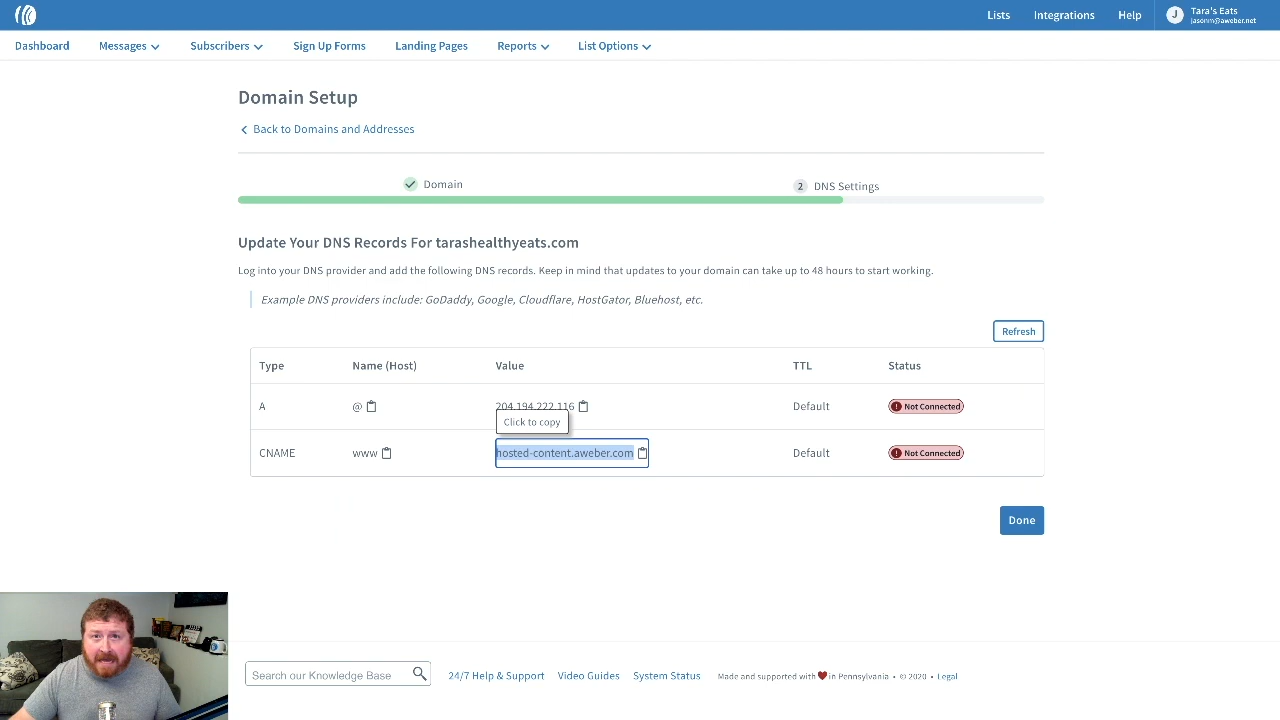 Lists Integrations Help J Tara's Eats
jasonm@aweber.net
Dashboard Messages Subscribers Sign Up Forms Landing Pages Reports List Options
Domain Setup
Back to Domains and Addresses
Domain 2 DNS Settings
Update Your DNS Records For tarashealthyeats.com
Log into your DNS provider and add the following DNS records. Keep in mind that updates to your domain can take up to 48 hours to start working.
Example DNS providers include: GoDaddy, Google, Cloudflare, HostGator, Bluehost, etc.
Refresh
Type Name (Host) Value TTL Status
A @ 204.194.222.116 Default Not Connected
Click to copy
CNAME www hosted-content.aweber.com Default Not Connected
Done
Search our Knowledge Base 24/7 Help & Support Video Guides System Status Made and supported with ❤ in Pennsylvania • © 2020 • Legal